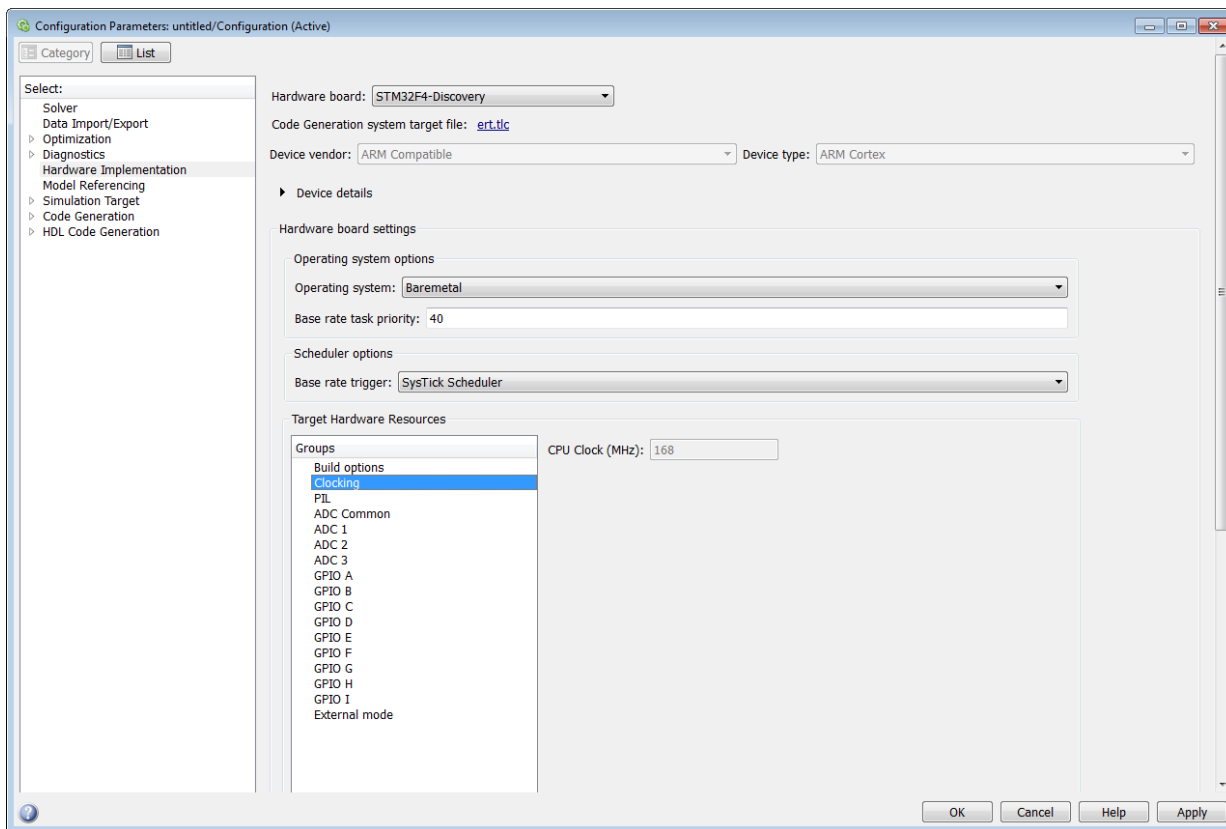 Configuration Parameters: untitled/Configuration (Active)
Category List
Select:
Solver
Data Import/Export
Optimization
Diagnostics
Hardware Implementation
Model Referencing
Simulation Target
Code Generation
HDL Code Generation
Hardware board: STM32F4-Discovery
Code Generation system target file: ert.tlc
Device vendor: ARM Compatible Device type: ARM Cortex
Device details
Hardware board settings
Operating system options
Operating system: Baremetal
Base rate task priority: 40
Scheduler options
Base rate trigger: SysTick Scheduler
Target Hardware Resources
Groups
Build options
Clocking
PIL
ADC Common
ADC 1
ADC 2
ADC 3
GPIO A
GPIO B
GPIO C
GPIO D
GPIO E
GPIO F
GPIO G
GPIO H
GPIO I
External mode
CPU Clock (MHz): 168
OK Cancel Help Apply